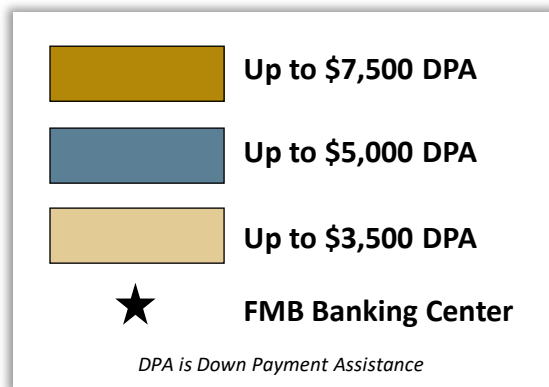 Up to $7,500 DPA
Up to $5,000 DPA
Up to $3,500 DPA
FMB Banking Center
DPA is Down Payment Assistance